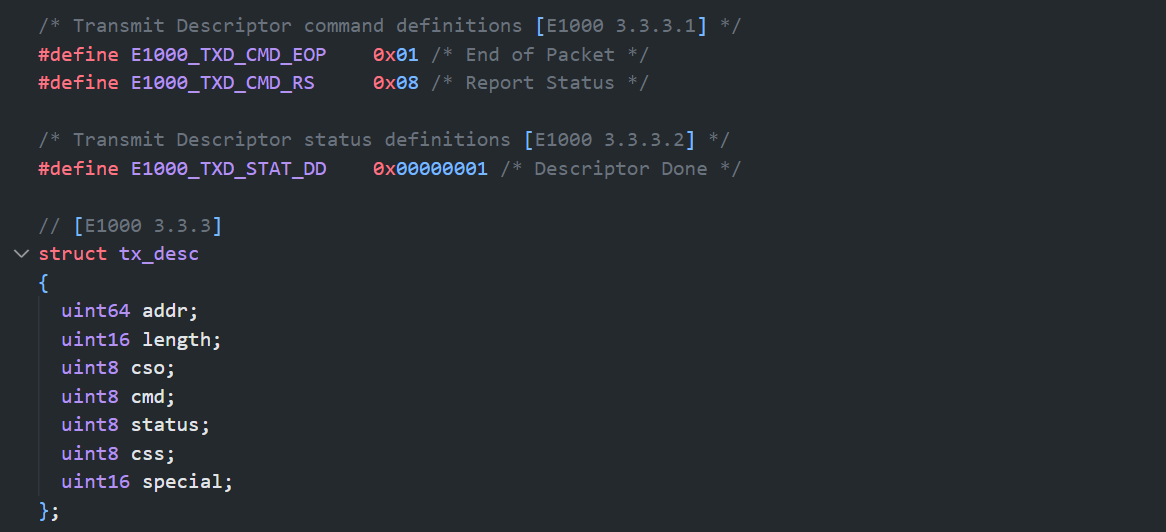 /* Transmit Descriptor command definitions [E1000 3.3.3.1] */
#define E1000_TXD_CMD_EOP    0x01 /* End of Packet */
#define E1000_TXD_CMD_RS     0x08 /* Report Status */

/* Transmit Descriptor status definitions [E1000 3.3.3.2] */
#define E1000_TXD_STAT_DD    0x00000001 /* Descriptor Done */

// [E1000 3.3.3]
struct tx_desc
{
  uint64 addr;
  uint16 length;
  uint8 cso;
  uint8 cmd;
  uint8 status;
  uint8 css;
  uint16 special;
};